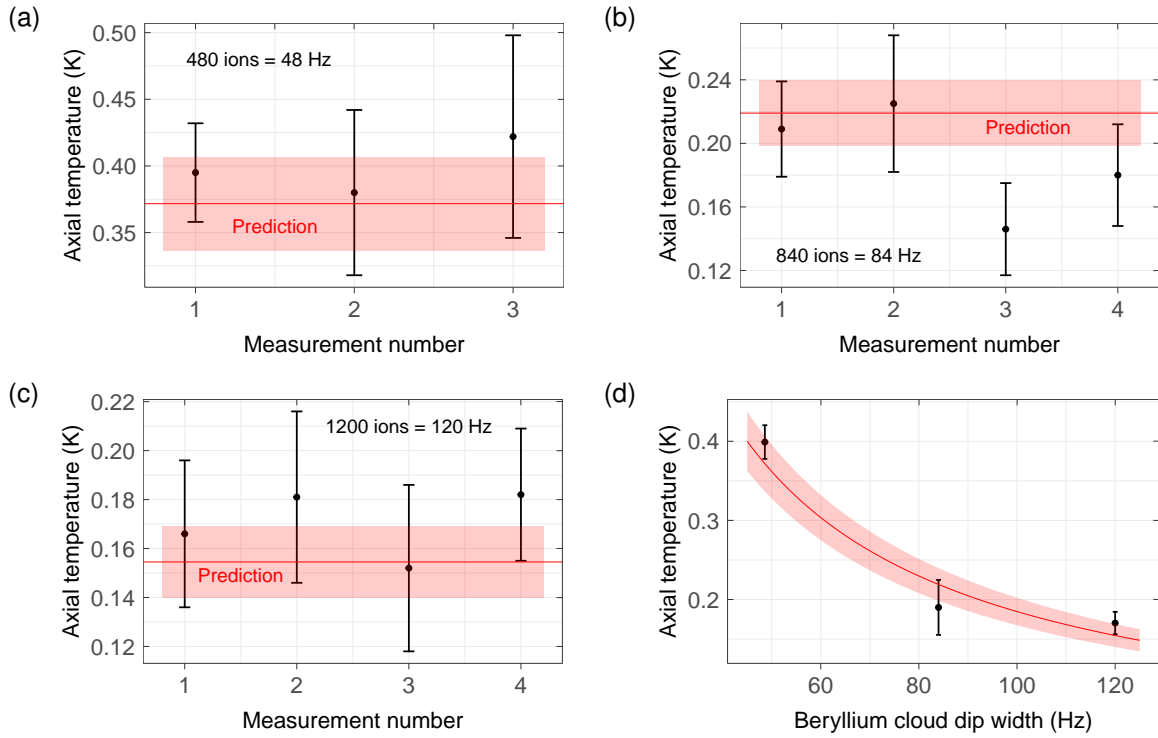 (a)
0.50
0.45
0.40
0.35
Axial temperature (K)
480 ions = 48 Hz
Prediction
1 2 3
Measurement number
(b)
0.24
0.20
0.16
0.12
Axial temperature (K)
Prediction
840 ions = 84 Hz
1 2 3 4
Measurement number
(c)
0.22
0.20
0.18
0.16
0.14
0.12
Axial temperature (K)
1200 ions = 120 Hz
Prediction
1 2 3 4
Measurement number
(d)
0.4
0.3
0.2
Axial temperature (K)
60 80 100 120
Beryllium cloud dip width (Hz)